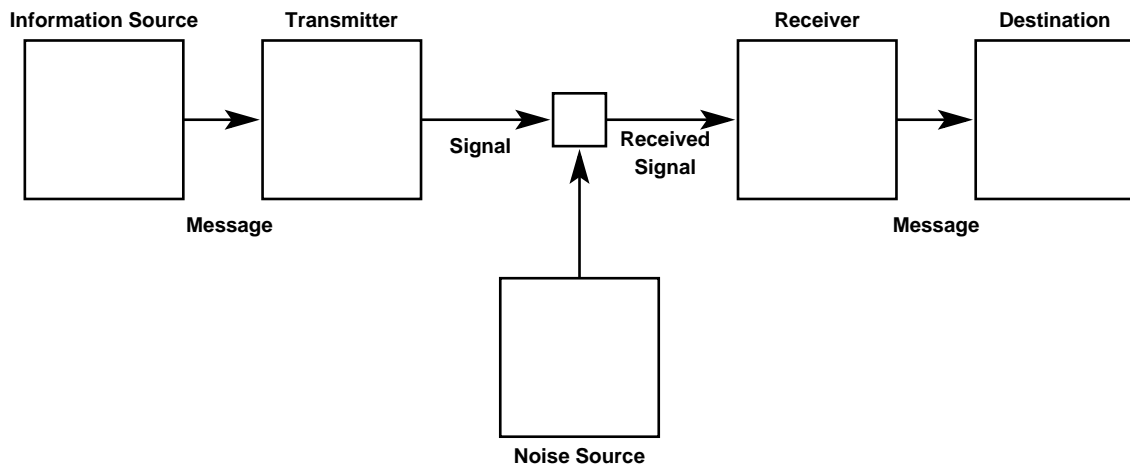 Information Source
Transmitter
Receiver
Destination
Signal
Received
Signal
Message
Message
Noise Source